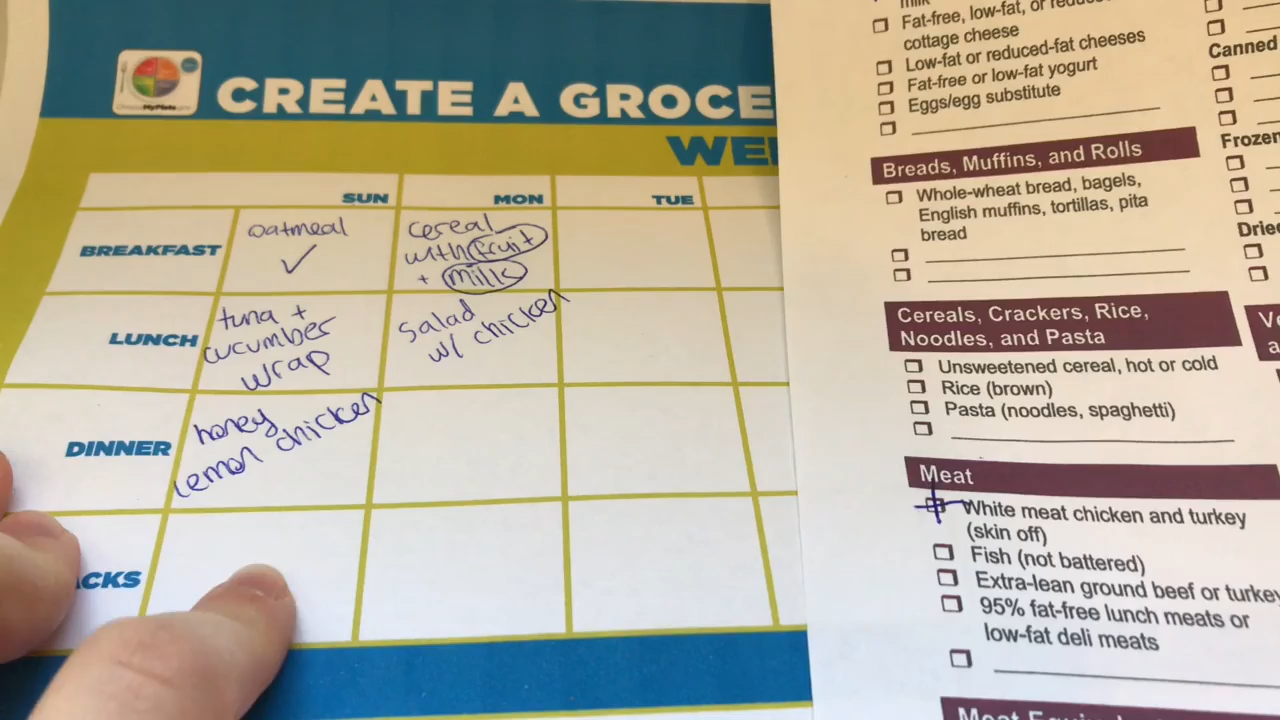 CREATE A GROCE
WEE
SUN
MON
TUE
BREAKFAST
oatmeal
cereal
with fruit
+ milk
LUNCH
tuna +
cucumber
wrap
salad
w/ chicken
DINNER
honey
lemon chicken
ACKS
milk
Fat-free, low-fat, or reduc
cottage cheese
Low-fat or reduced-fat cheeses
Fat-free or low-fat yogurt
Eggs/egg substitute
Breads, Muffins, and Rolls
Whole-wheat bread, bagels,
English muffins, tortillas, pita
bread
Cereals, Crackers, Rice,
Noodles, and Pasta
Unsweetened cereal, hot or cold
Rice (brown)
Pasta (noodles, spaghetti)
Meat
White meat chicken and turkey
(skin off)
Fish (not battered)
Extra-lean ground beef or turkey
95% fat-free lunch meats or
low-fat deli meats
Canned
Frozen
Dried